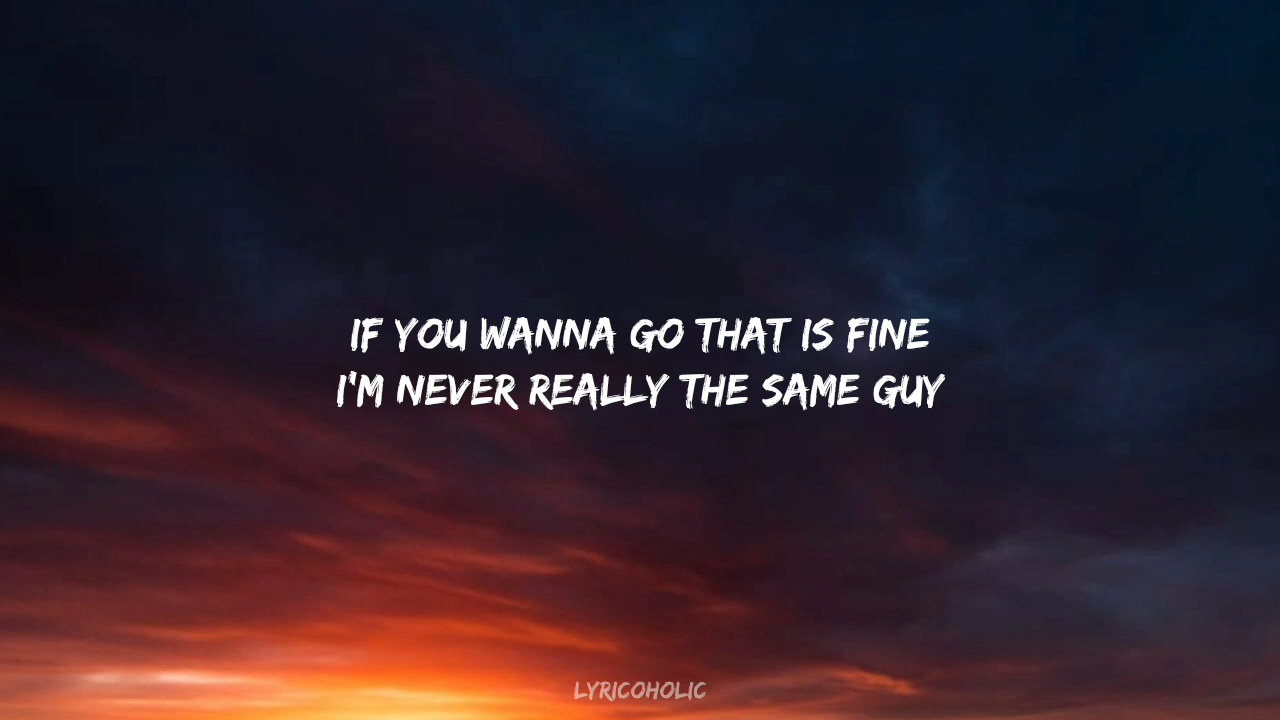 IF YOU WANNA GO THAT IS FINE
I'M NEVER REALLY THE SAME GUY
LYRICOHOLIC